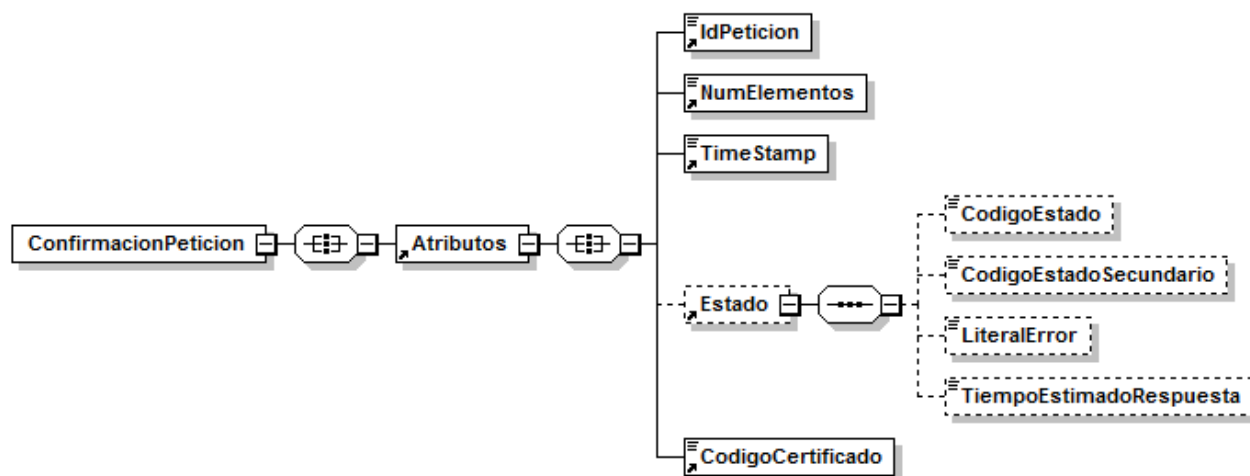 IdPeticion
NumElementos
TimeStamp
ConfirmacionPeticion
Atributos
Estado
CodigoEstado
CodigoEstadoSecundario
LiteralError
TiempoEstimadoRespuesta
CodigoCertificado